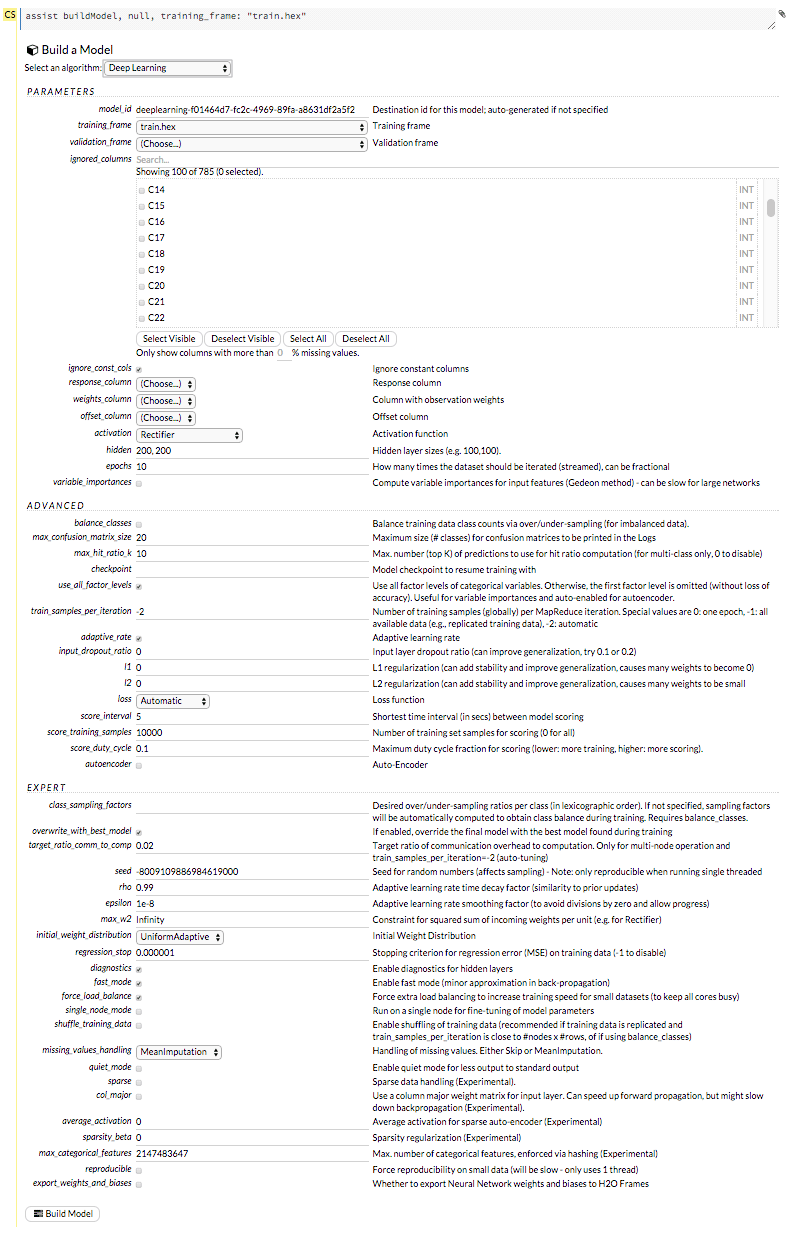 CS
assist buildModel, null, training_frame: "train.hex"
Build a Model
Select an algorithm: Deep Learning
PARAMETERS
model_id deeplearning-f01464d7-fc2c-4969-89fa-a8631df2a5f2 Destination id for this model; auto-generated if not specified
training_frame train.hex Training frame
validation_frame (Choose...) Validation frame
ignored_columns Search...
Showing 100 of 785 (0 selected).
C14 INT
C15 INT
C16 INT
C17 INT
C18 INT
C19 INT
C20 INT
C21 INT
C22 INT
Select Visible Deselect Visible Select All Deselect All
Only show columns with more than 0 % missing values.
ignore_const_cols Ignore constant columns
response_column (Choose...) Response column
weights_column (Choose...) Column with observation weights
offset_column (Choose...) Offset column
activation Rectifier Activation function
hidden 200, 200 Hidden layer sizes (e.g. 100,100).
epochs 10 How many times the dataset should be iterated (streamed), can be fractional
variable_importances Compute variable importances for input features (Gedeon method) - can be slow for large networks
ADVANCED
balance_classes Balance training data class counts via over/under-sampling (for imbalanced data).
max_confusion_matrix_size 20 Maximum size (# classes) for confusion matrices to be printed in the Logs
max_hit_ratio_k 10 Max. number (top K) of predictions to use for hit ratio computation (for multi-class only, 0 to disable)
checkpoint Model checkpoint to resume training with
use_all_factor_levels Use all factor levels of categorical variables. Otherwise, the first factor level is omitted (without loss of
accuracy). Useful for variable importances and auto-enabled for autoencoder.
train_samples_per_iteration -2 Number of training samples (globally) per MapReduce iteration. Special values are 0: one epoch, -1: all
available data (e.g., replicated training data), -2: automatic
adaptive_rate Adaptive learning rate
input_dropout_ratio 0 Input layer dropout ratio (can improve generalization, try 0.1 or 0.2)
l1 0 L1 regularization (can add stability and improve generalization, causes many weights to become 0)
l2 0 L2 regularization (can add stability and improve generalization, causes many weights to be small
loss Automatic Loss function
score_interval 5 Shortest time interval (in secs) between model scoring
score_training_samples 10000 Number of training set samples for scoring (0 for all)
score_duty_cycle 0.1 Maximum duty cycle fraction for scoring (lower: more training, higher: more scoring).
autoencoder Auto-Encoder
EXPERT
class_sampling_factors Desired over/under-sampling ratios per class (in lexicographic order). If not specified, sampling factors
will be automatically computed to obtain class balance during training. Requires balance_classes.
overwrite_with_best_model If enabled, override the final model with the best model found during training
target_ratio_comm_to_comp 0.02 Target ratio of communication overhead to computation. Only for multi-node operation and
train_samples_per_iteration=-2 (auto-tuning)
seed -8009109886984619000 Seed for random numbers (affects sampling) - Note: only reproducible when running single threaded
rho 0.99 Adaptive learning rate time decay factor (similarity to prior updates)
epsilon 1e-8 Adaptive learning rate smoothing factor (to avoid divisions by zero and allow progress)
max_w2 Infinity Constraint for squared sum of incoming weights per unit (e.g. for Rectifier)
initial_weight_distribution UniformAdaptive Initial Weight Distribution
regression_stop 0.000001 Stopping criterion for regression error (MSE) on training data (-1 to disable)
diagnostics Enable diagnostics for hidden layers
fast_mode Enable fast mode (minor approximation in back-propagation)
force_load_balance Force extra load balancing to increase training speed for small datasets (to keep all cores busy)
single_node_mode Run on a single node for fine-tuning of model parameters
shuffle_training_data Enable shuffling of training data (recommended if training data is replicated and
train_samples_per_iteration is close to #nodes x #rows, of if using balance_classes)
missing_values_handling MeanImputation Handling of missing values. Either Skip or MeanImputation.
quiet_mode Enable quiet mode for less output to standard output
sparse Sparse data handling (Experimental).
col_major Use a column major weight matrix for input layer. Can speed up forward propagation, but might slow
down backpropagation (Experimental).
average_activation 0 Average activation for sparse auto-encoder (Experimental)
sparsity_beta 0 Sparsity regularization (Experimental)
max_categorical_features 2147483647 Max. number of categorical features, enforced via hashing (Experimental)
reproducible Force reproducibility on small data (will be slow - only uses 1 thread)
export_weights_and_biases Whether to export Neural Network weights and biases to H2O Frames
Build Model